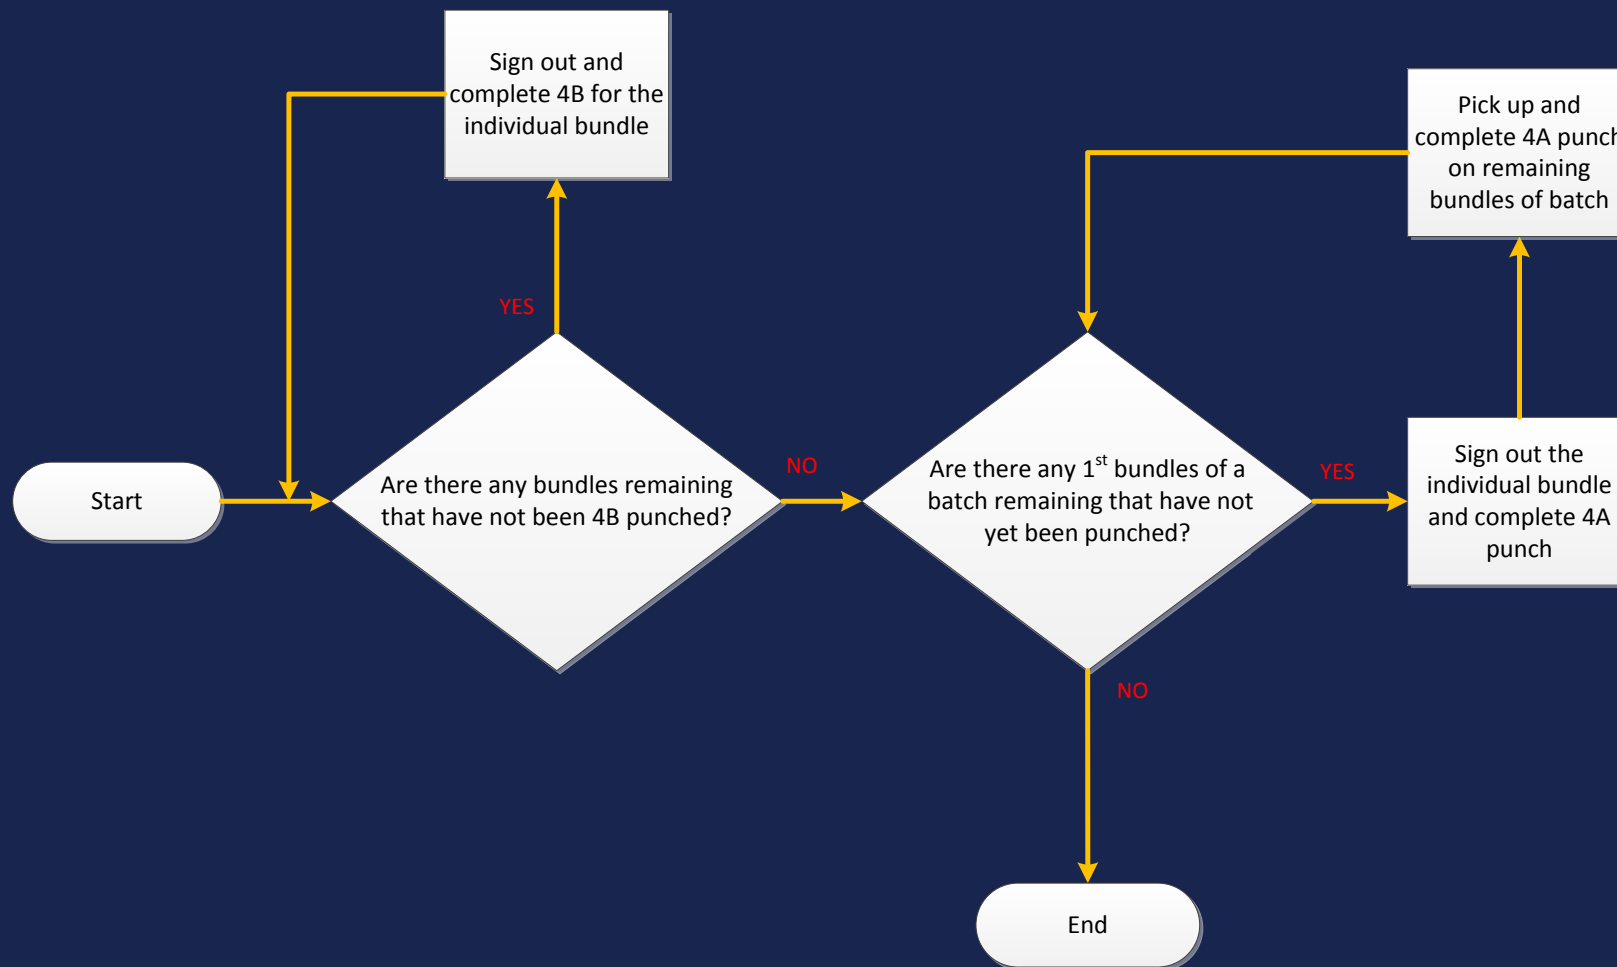 Sign out and
complete 4B for the
individual bundle
Pick up and
complete 4A punch
on remaining
bundles of batch
YES
Start
Are there any bundles remaining
that have not been 4B punched?
NO
Are there any 1st bundles of a
batch remaining that have not
yet been punched?
YES
Sign out the
individual bundle
and complete 4A
punch
NO
End